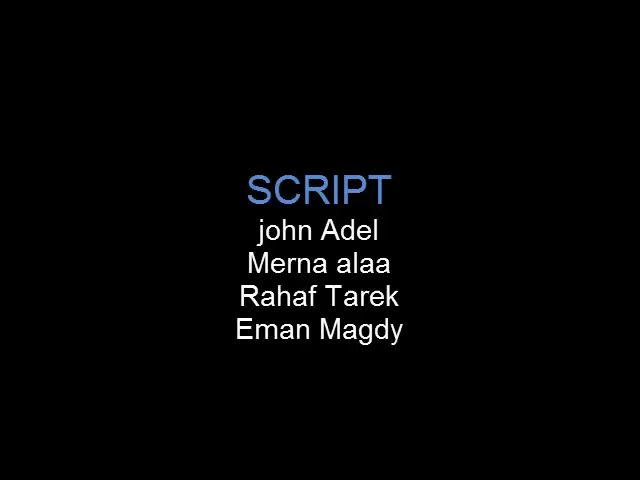 SCRIPT
john Adel
Merna alaa
Rahaf Tarek
Eman Magdy